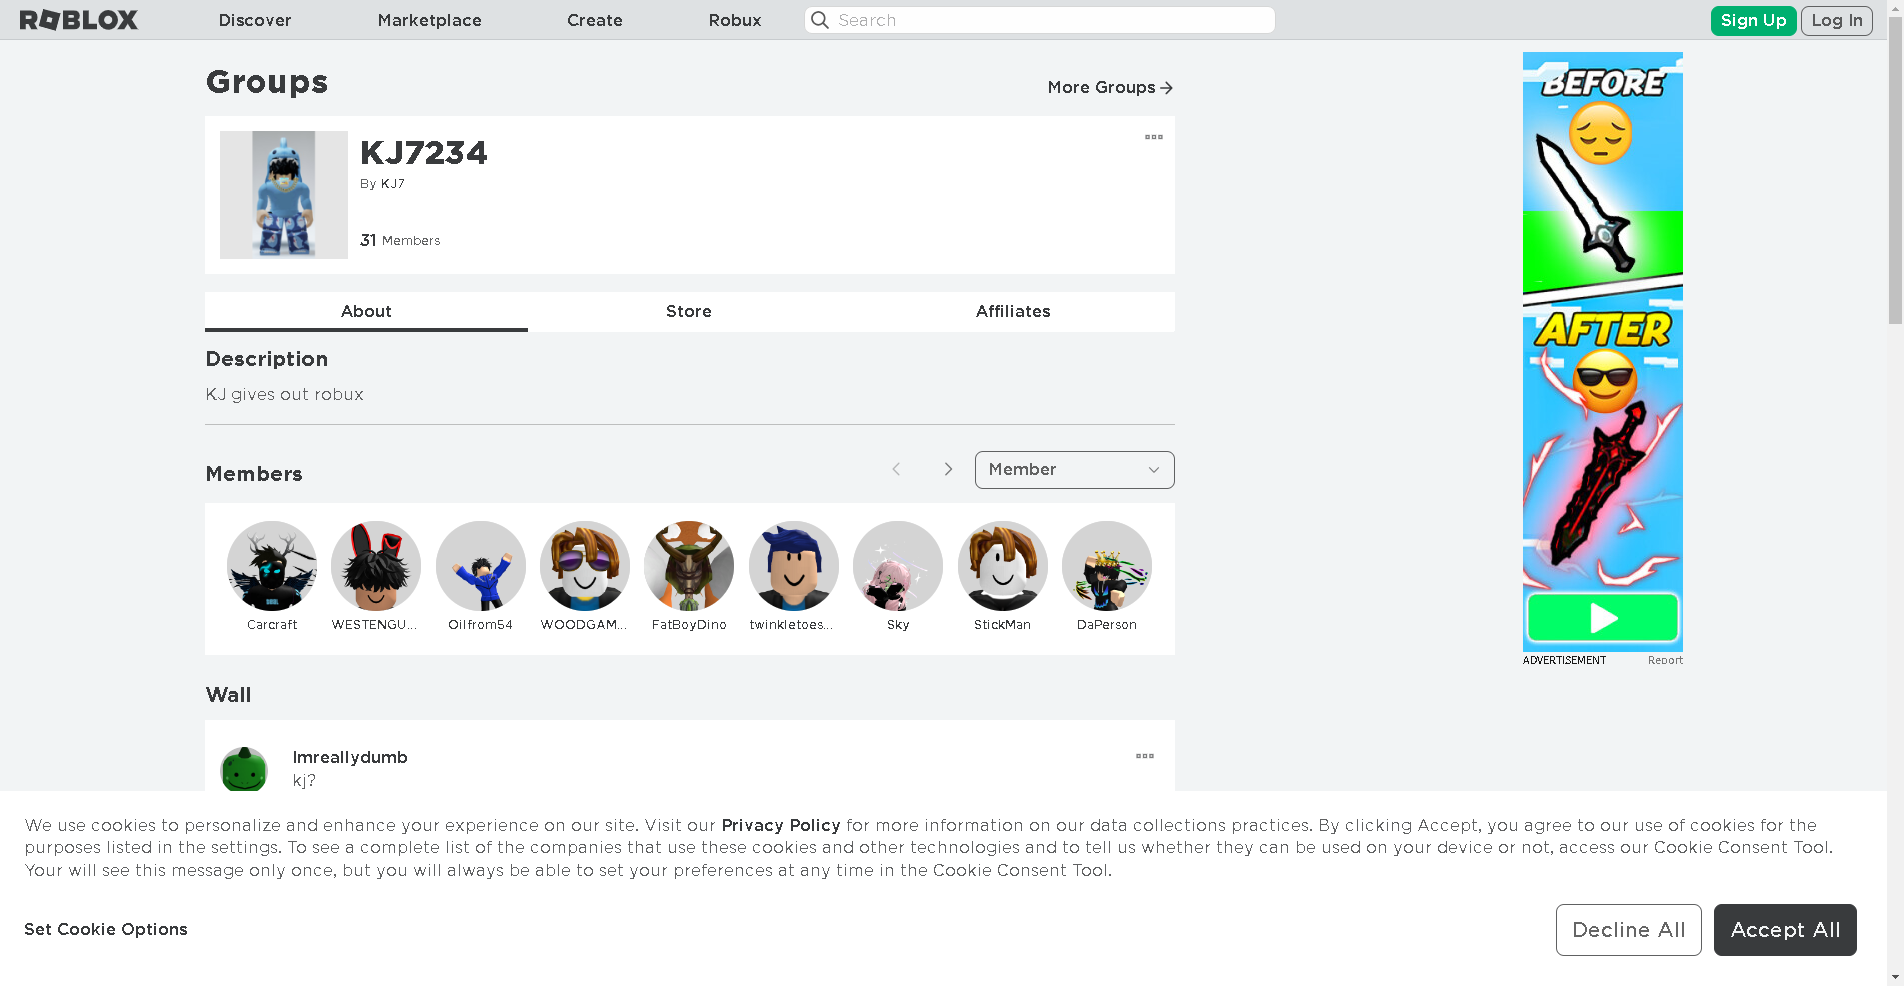 ROBLOX
Discover
Marketplace
Create
Robux
Search
Sign Up
Log In
Groups
More Groups
KJ7234
By KJ7
31 Members
About
Store
Affiliates
Description
KJ gives out robux
Members
Member
Carcraft
WESTENGU...
Oilfrom54
WOODGAM...
FatBoyDino
twinkletoes...
Sky
StickMan
DaPerson
Wall
Imreallydumb
kj?
BEFORE
AFTER
ADVERTISEMENT
Report
We use cookies to personalize and enhance your experience on our site. Visit our Privacy Policy for more information on our data collections practices. By clicking Accept, you agree to our use of cookies for the
purposes listed in the settings. To see a complete list of the companies that use these cookies and other technologies and to tell us whether they can be used on your device or not, access our Cookie Consent Tool.
Your will see this message only once, but you will always be able to set your preferences at any time in the Cookie Consent Tool.
Set Cookie Options
Decline All
Accept All